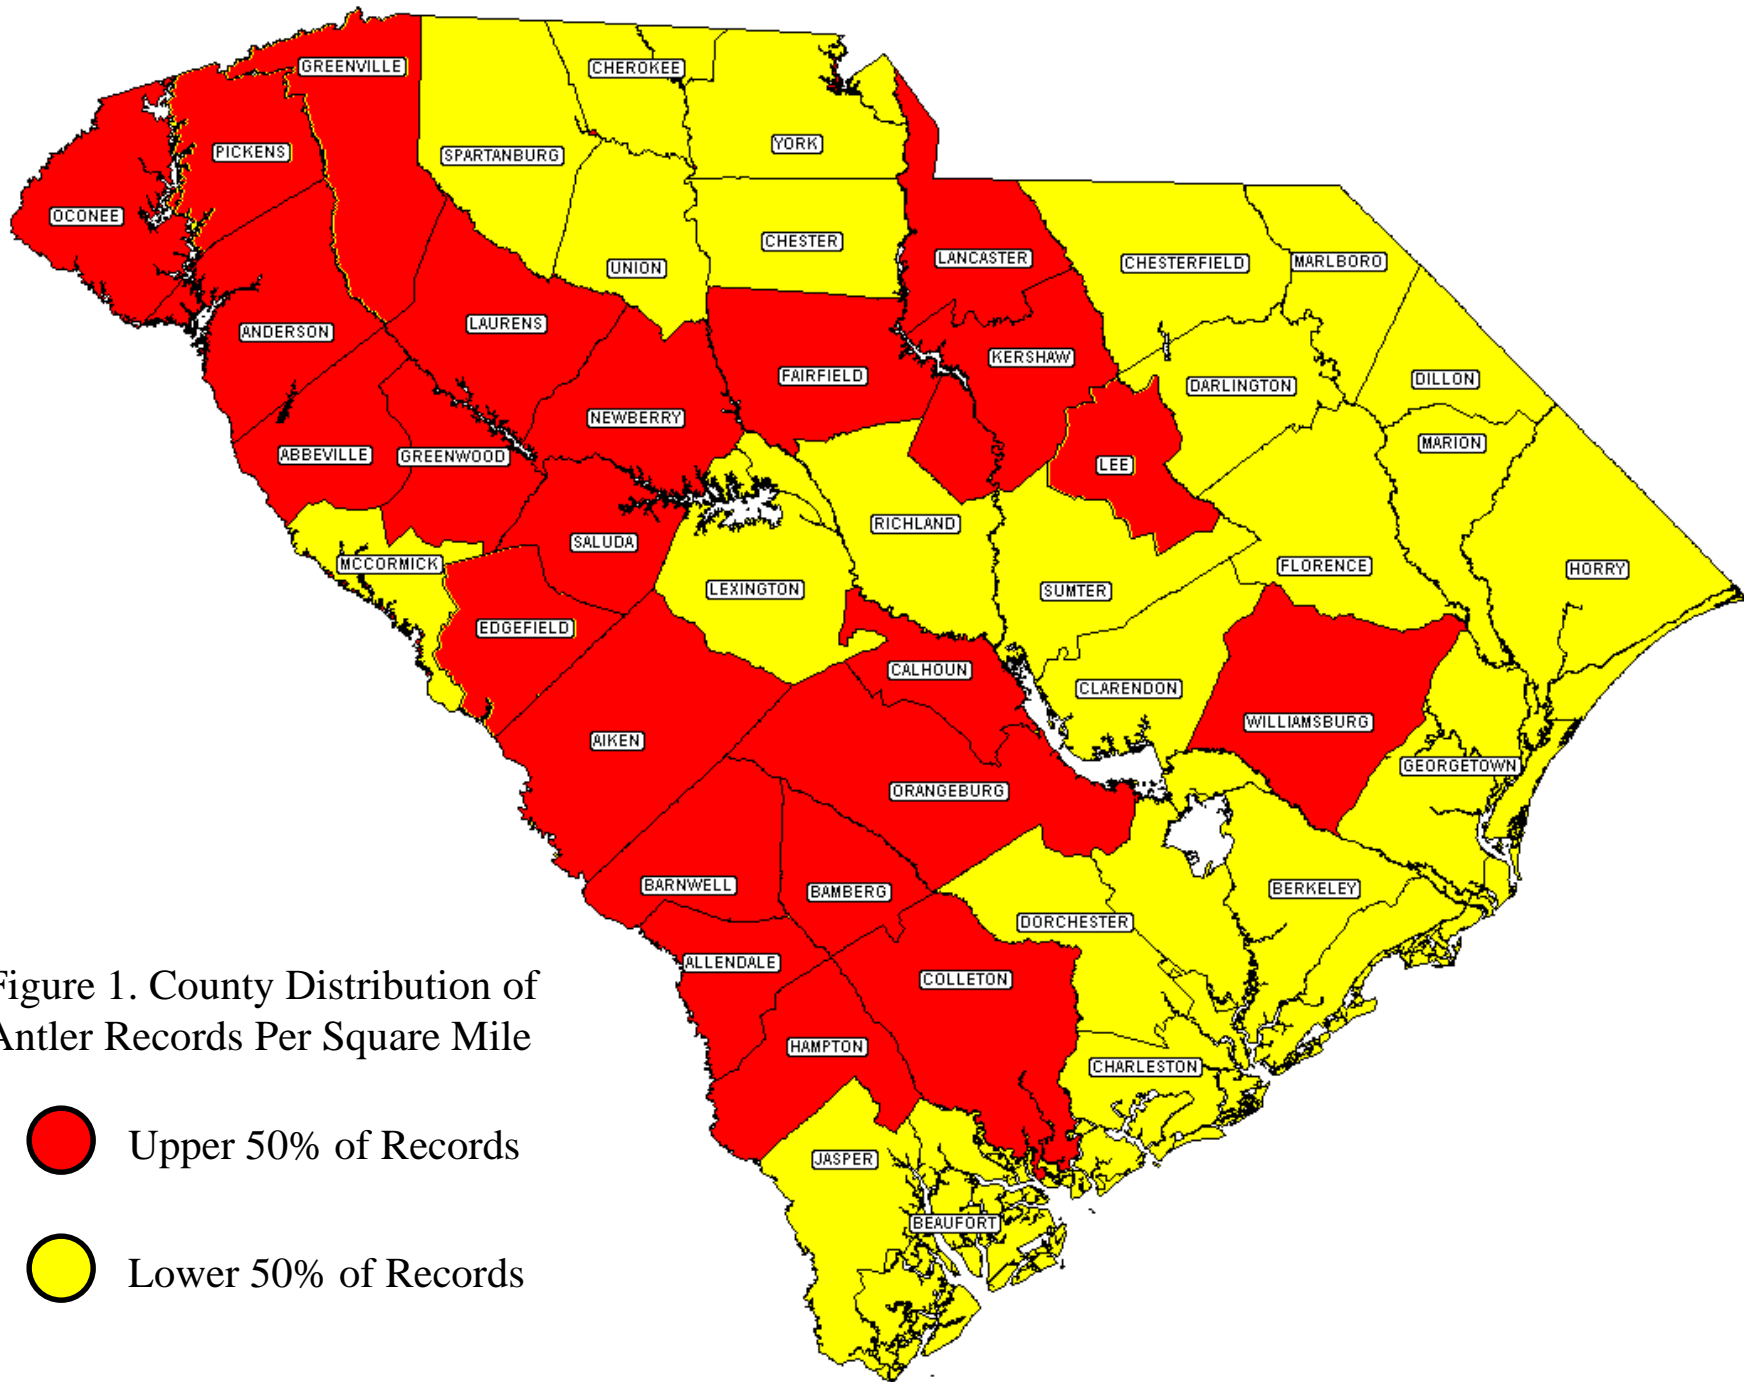 GREENVILLE
CHEROKEE
YORK
PICKENS
SPARTANBURG
OCONEE
CHESTER
UNION
LANCASTER
CHESTERFIELD
MARLBORO
ANDERSON
LAURENS
KERSHAW
FAIRFIELD
DARLINGTON
DILLON
NEWBERRY
ABBEVILLE
GREENWOOD
MARION
LEE
RICHLAND
SALUDA
MCCORMICK
FLORENCE
HORRY
LEXINGTON
SUMTER
EDGEFIELD
CALHOUN
CLARENDON
WILLIAMSBURG
AIKEN
GEORGETOWN
ORANGEBURG
BARNWELL
BAMBERG
BERKELEY
DORCHESTER
ALLENDALE
COLLETON
HAMPTON
CHARLESTON
JASPER
BEAUFORT
Figure 1. County Distribution of
Antler Records Per Square Mile
Upper 50% of Records
Lower 50% of Records